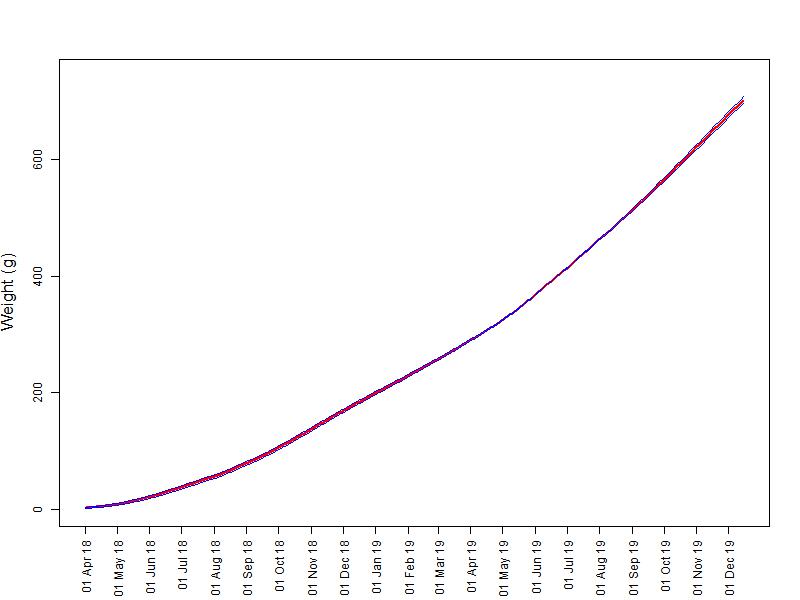 Weight (g)
600
400
200
0
01 Apr 18
01 May 18
01 Jun 18
01 Jul 18
01 Aug 18
01 Sep 18
01 Oct 18
01 Nov 18
01 Dec 18
01 Jan 19
01 Feb 19
01 Mar 19
01 Apr 19
01 May 19
01 Jun 19
01 Jul 19
01 Aug 19
01 Sep 19
01 Oct 19
01 Nov 19
01 Dec 19